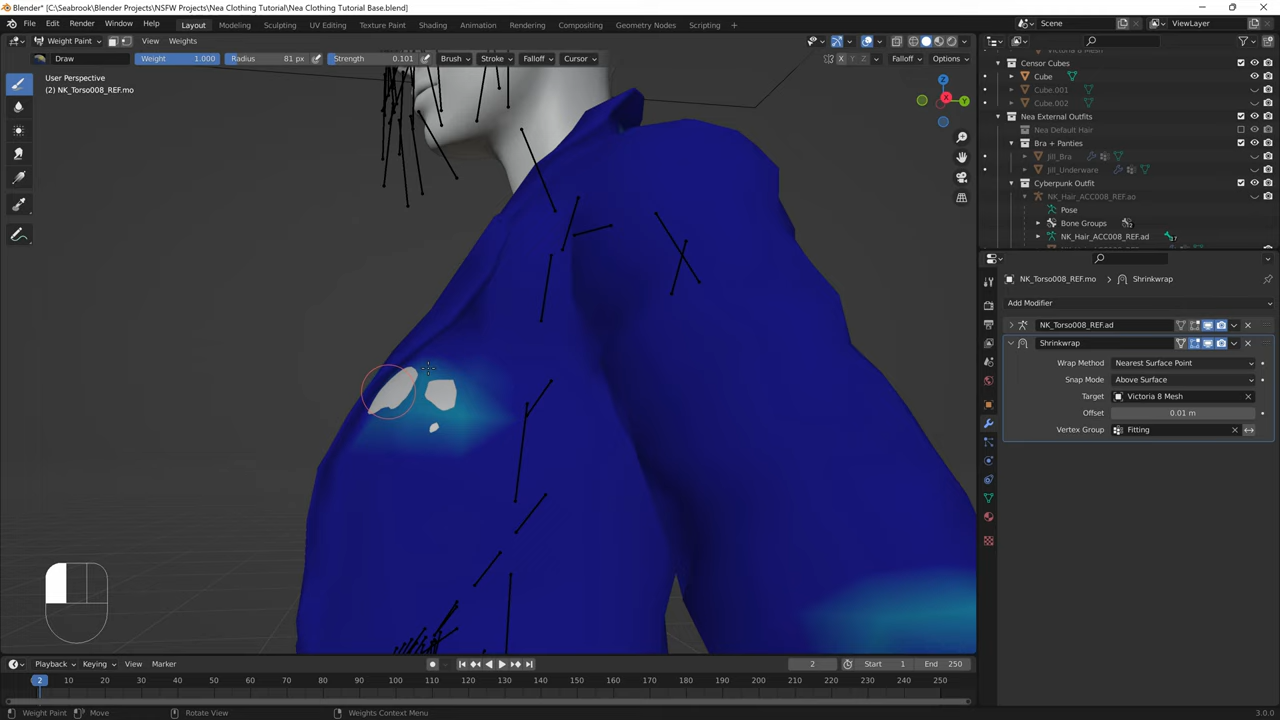 Blender* [C:\Seabrook\Blender Projects\NSFW Projects\Nea Clothing Tutorial\Nea Clothing Tutorial Base.blend]
File Edit Render Window Help Layout Modeling Sculpting UV Editing Texture Paint Shading Animation Rendering Compositing Geometry Nodes Scripting + Scene ViewLayer
Weight Paint View Weights
Draw Weight 1.000 Radius 81 px Strength 0.101 Brush Stroke Falloff Cursor X Y Z Falloff Options
User Perspective
(2) NK_Torso008_REF.mo
Z
Y
X
Censor Cubes
Cube
Cube.001
Cube.002
Nea External Outfits
Nea Default Hair
Bra + Panties
Jill_Bra
Jill_Underware
Cyberpunk Outfit
NK_Hair_ACC008_REF.ao
Pose
Bone Groups
NK_Hair_ACC008_REF.ad
NK_Torso008_REF.mo > Shrinkwrap
Add Modifier
NK_Torso008_REF.ad
Shrinkwrap
Wrap Method Nearest Surface Point
Snap Mode Above Surface
Target Victoria 8 Mesh
Offset 0.01 m
Vertex Group Fitting
Playback Keying View Marker 2 Start 1 End 250
2 10 20 30 40 50 60 70 80 90 100 110 120 130 140 150 160 170 180 190 200 210 220 230 240 250
Weight Paint Move Rotate View Weights Context Menu 3.0.0